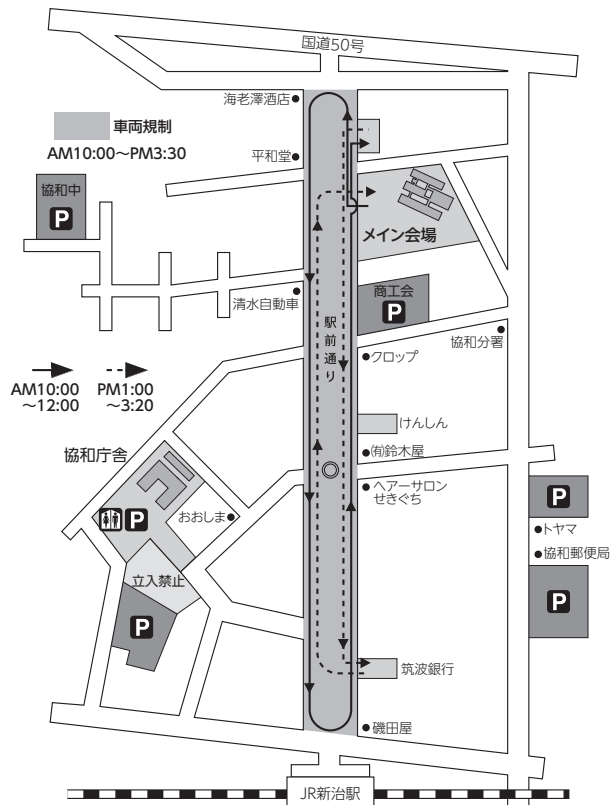 国道50号
海老澤酒店
車両規制
AM10:00～PM3:30
平和堂
協和中
P
メイン会場
商工会
P
清水自動車
駅前通り
協和分署
クロップ
AM10:00
～12:00
PM1:00
～3:20
けんしん
㈲鈴木屋
協和庁舎
ヘアーサロン
せきぐち
P
おおしま
P
トヤマ
協和郵便局
立入禁止
P
P
筑波銀行
磯田屋
JR新治駅